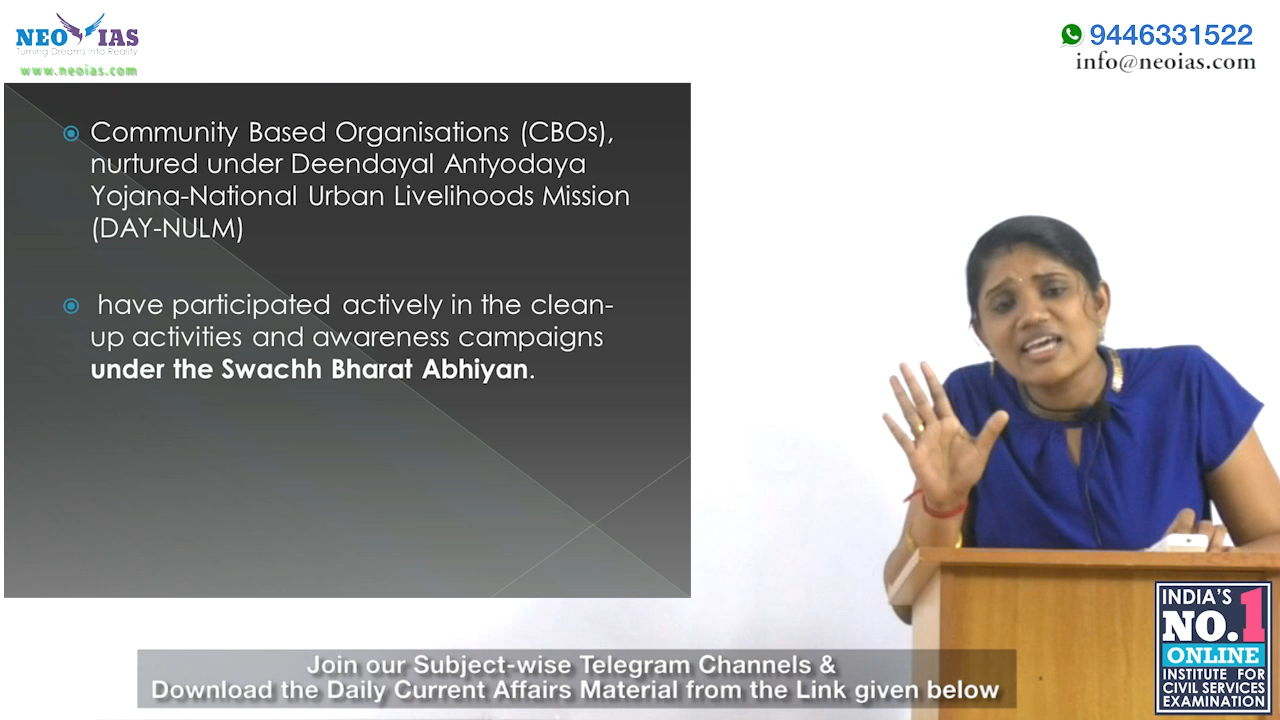 NEO IAS
Turning Dreams Into Reality
www.neoias.com
9446331522
info@neoias.com
Community Based Organisations (CBOs),
nurtured under Deendayal Antyodaya
Yojana-National Urban Livelihoods Mission
(DAY-NULM)
have participated actively in the clean-
up activities and awareness campaigns
under the Swachh Bharat Abhiyan.
Join our Subject-wise Telegram Channels &
Download the Daily Current Affairs Material from the Link given below
INDIA'S
NO.1
ONLINE
INSTITUTE FOR
CIVIL SERVICES
EXAMINATION